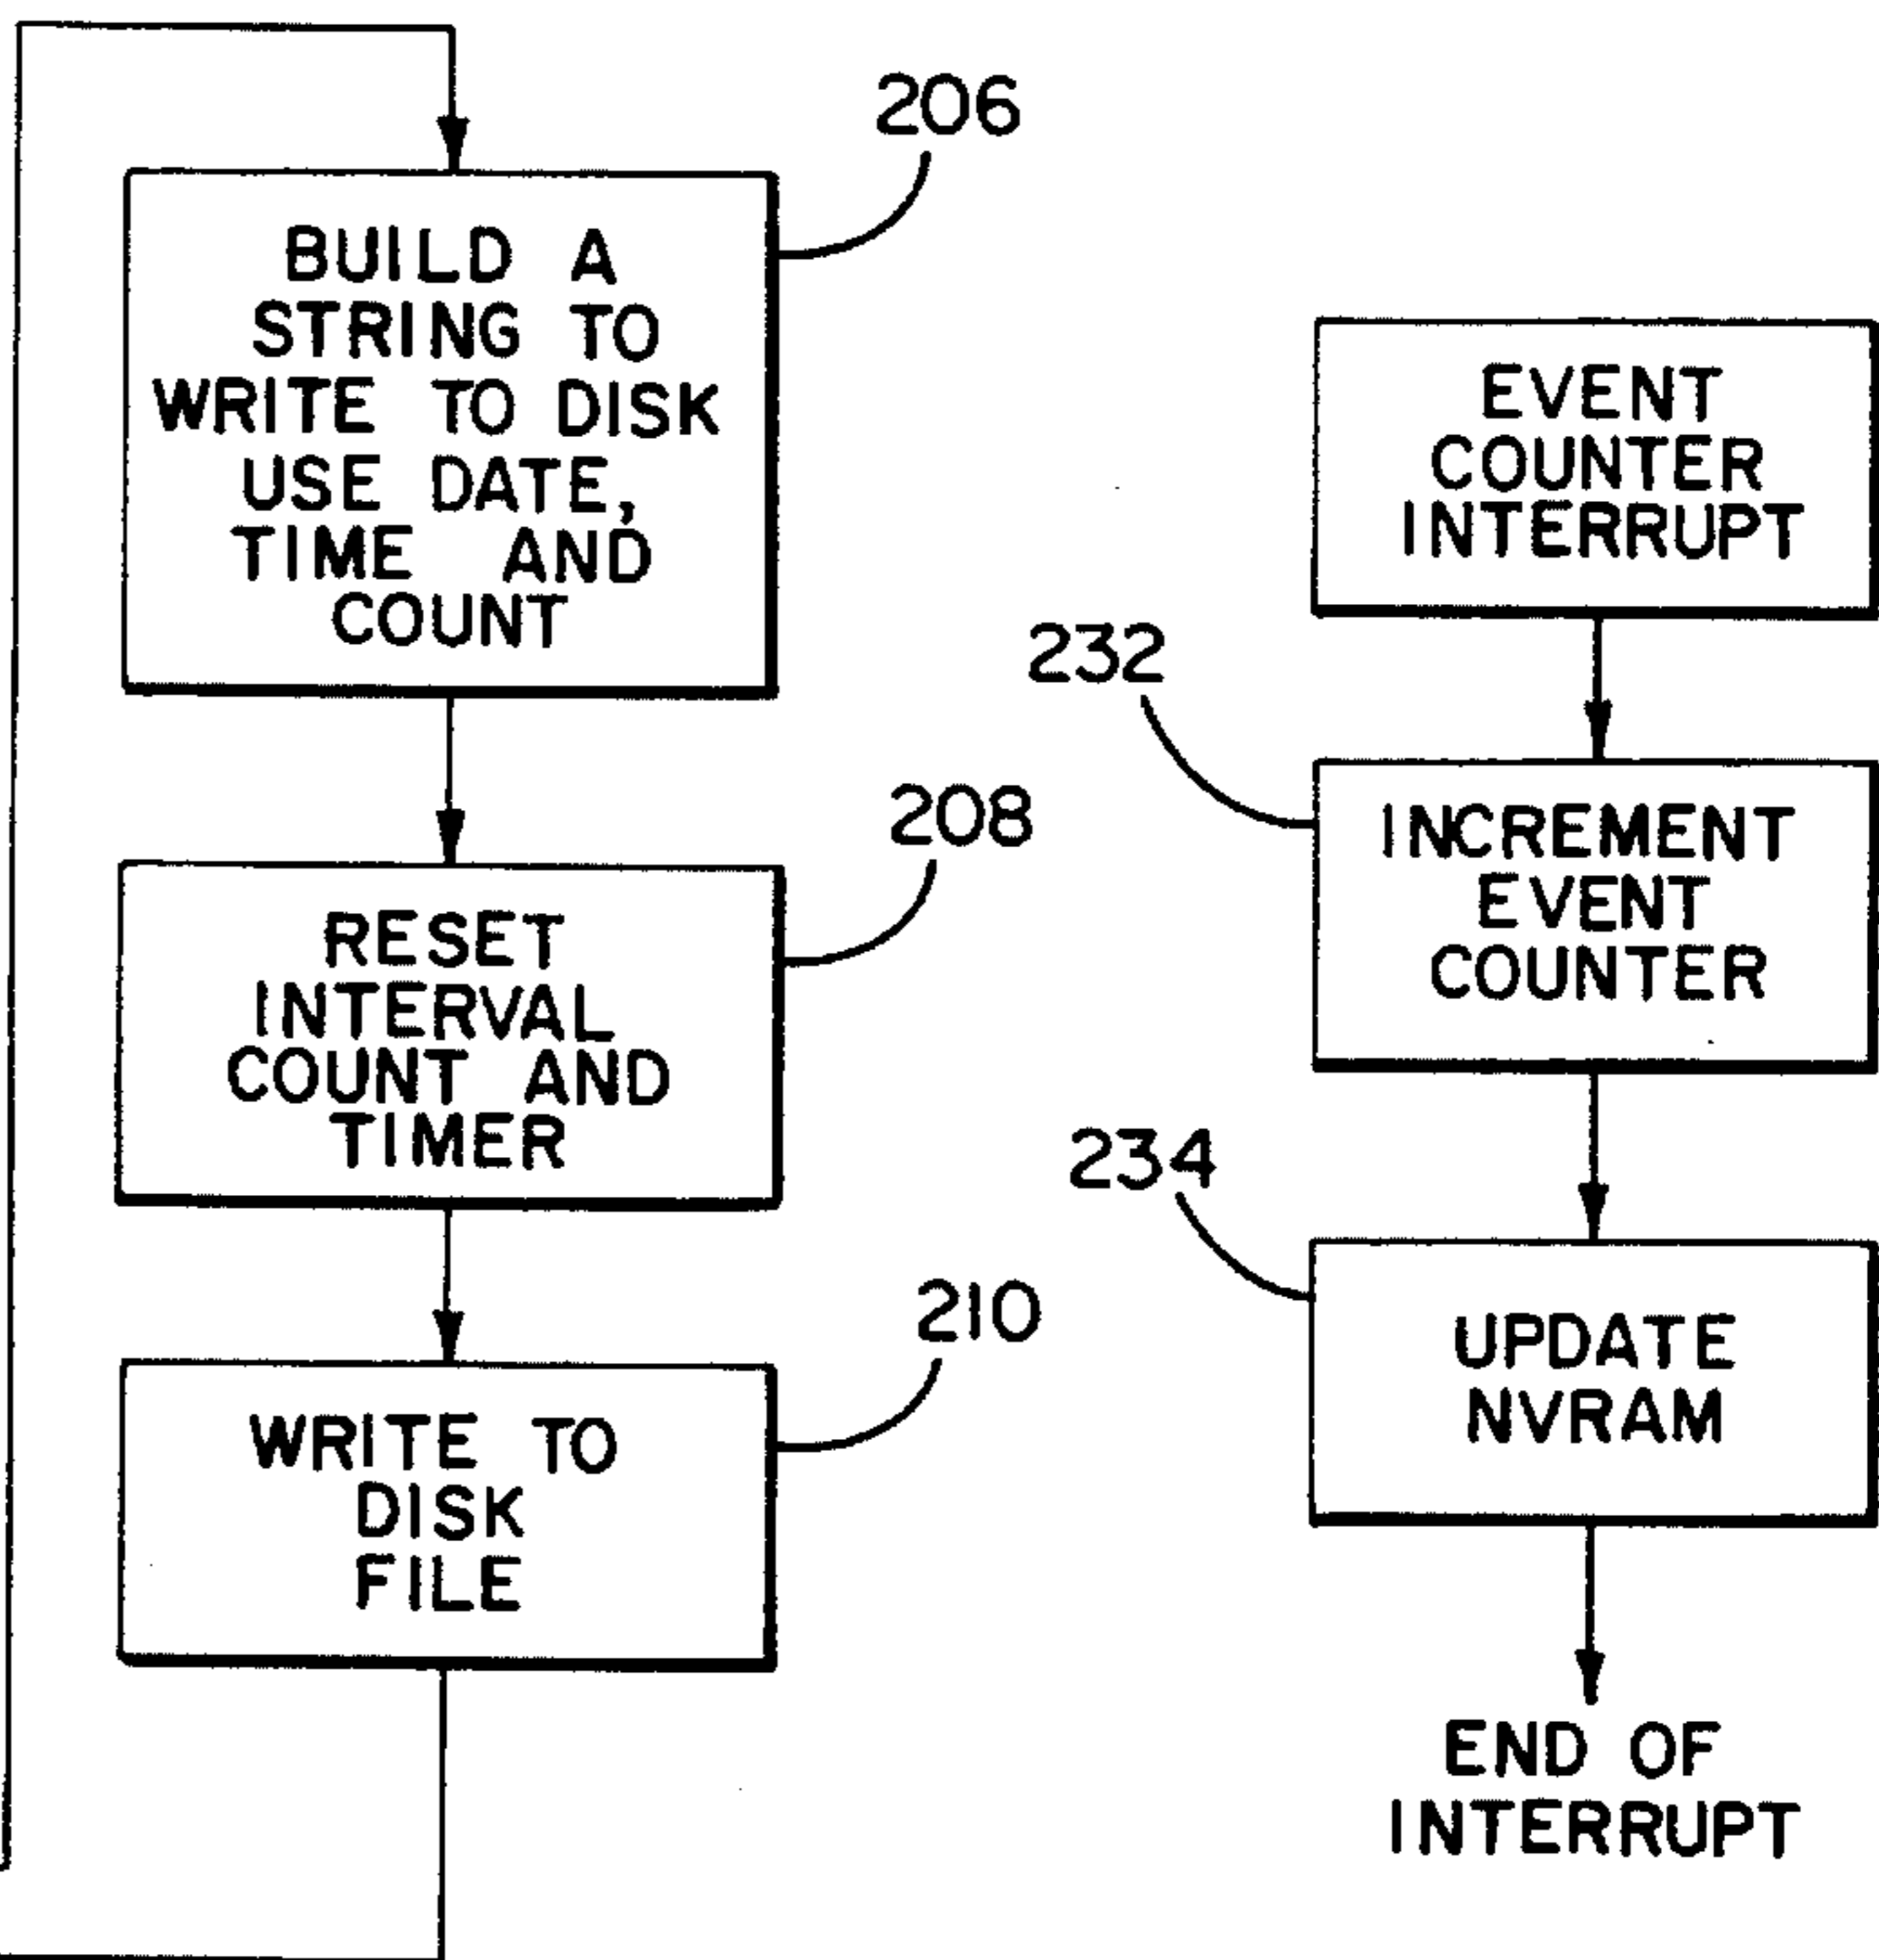 206
BUILD A
STRING TO
WRITE TO DISK
USE DATE,
TIME AND
COUNT
208
RESET
INTERVAL
COUNT AND
TIMER
210
WRITE TO
DISK
FILE
EVENT
COUNTER
INTERRUPT
232
INCREMENT
EVENT
COUNTER
234
UPDATE
NVRAM
END OF
INTERRUPT